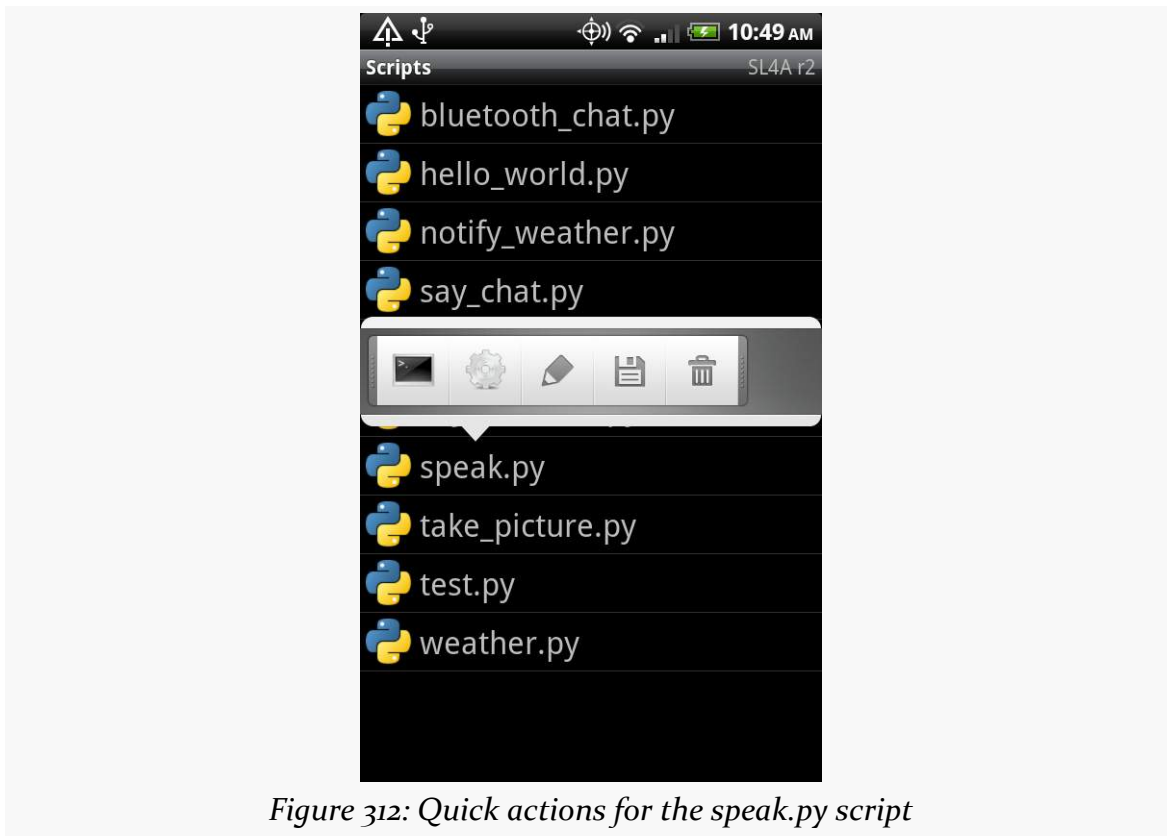 10:49 AM
Scripts SL4A r2
bluetooth_chat.py
hello_world.py
notify_weather.py
say_chat.py
speak.py
take_picture.py
test.py
weather.py
Figure 312: Quick actions for the speak.py script